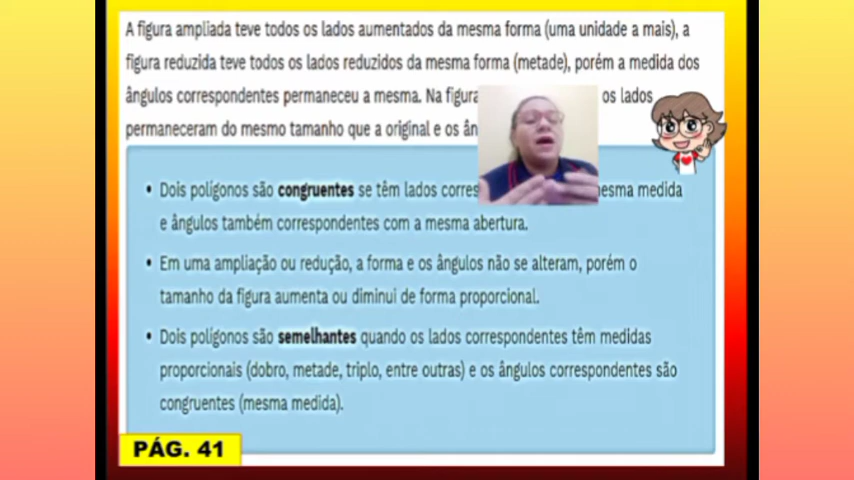 A figura ampliada teve todos os lados aumentados da mesma forma (uma unidade a mais), a
figura reduzida teve todos os lados reduzidos da mesma forma (metade), porém a medida dos
ângulos correspondentes permaneceu a mesma. Na figura os lados
permaneceram do mesmo tamanho que a original e os
• Dois polígonos são congruentes se têm lados medida
e ângulos também correspondentes com a mesma abertura.
• Em uma ampliação ou redução, a forma e os ângulos não se alteram, porém o
tamanho da figura aumenta ou diminui de forma proporcional.
• Dois polígonos são semelhantes quando os lados correspondentes têm medidas
proporcionais (dobro, metade, triplo, entre outras) e os ângulos correspondentes são
congruentes (mesma medida).
PÁG. 41